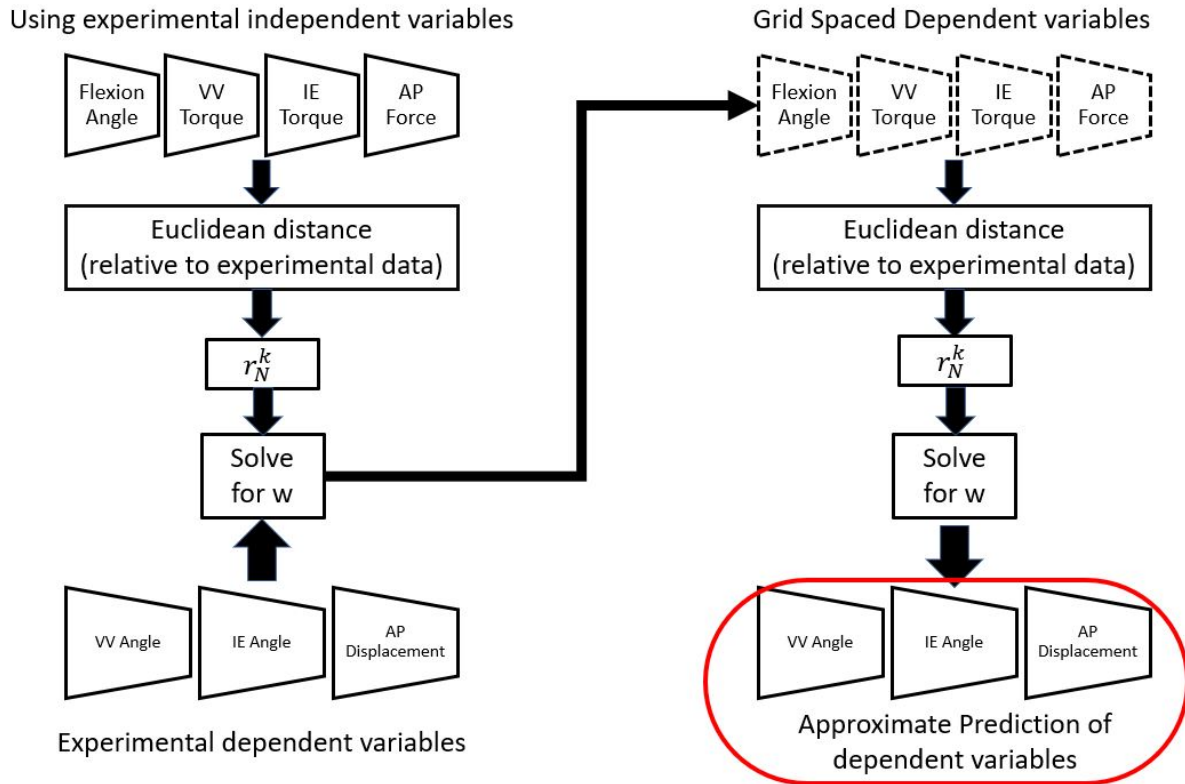 Using experimental independent variables
Flexion
Angle
VV
Torque
IE
Torque
AP
Force
Euclidean distance
(relative to experimental data)
r_N^k
Solve
for w
VV Angle
IE Angle
AP
Displacement
Experimental dependent variables
Grid Spaced Dependent variables
Flexion
Angle
VV
Torque
IE
Torque
AP
Force
Euclidean distance
(relative to experimental data)
r_N^k
Solve
for w
VV Angle
IE Angle
AP
Displacement
Approximate Prediction of
dependent variables